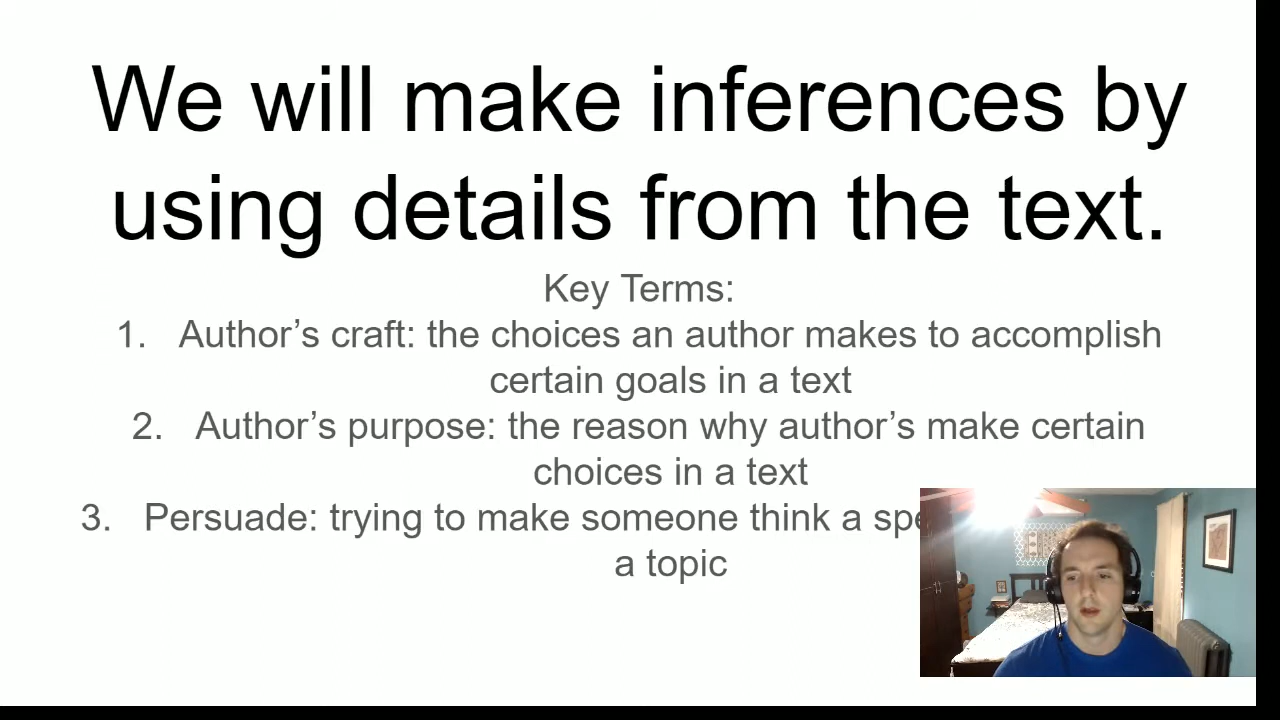 We will make inferences by
using details from the text.
Key Terms:
1. Author’s craft: the choices an author makes to accomplish
certain goals in a text
2. Author’s purpose: the reason why author’s make certain
choices in a text
3. Persuade: trying to make someone think a
a topic